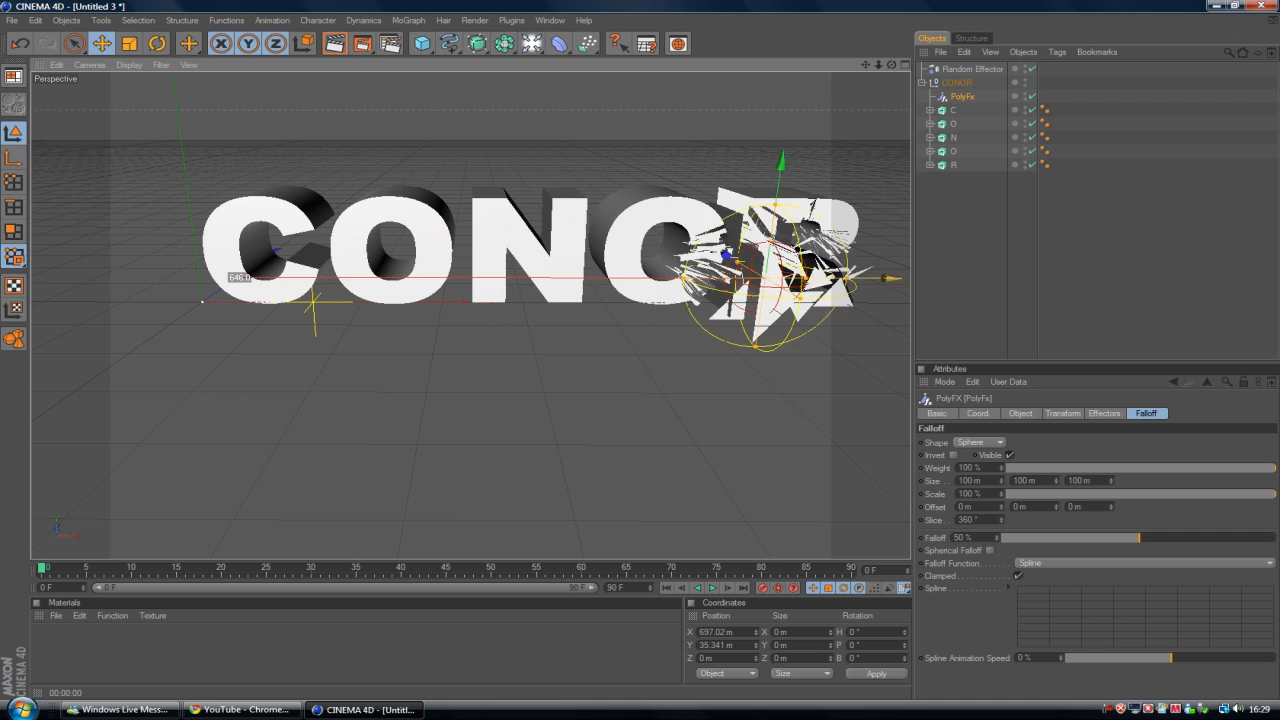 CINEMA 4D - [Untitled 3 *]
File Edit Objects Tools Selection Structure Functions Animation Character Dynamics MoGraph Hair Render Plugins Window Help
Edit Cameras Display Filter View
Perspective
CONOR
646.0
Objects Structure
File Edit View Objects Tags Bookmarks
Random Effector
CONOR
PolyFx
C
O
N
O
R
Attributes
Mode Edit User Data
PolyFX [PolyFx]
Basic Coord. Object Transform Effectors Falloff
Falloff
Shape Sphere
Invert Visible
Weight 100 %
Size . . 100 m 100 m 100 m
Scale 100 %
Offset 0 m 0 m 0 m
Slice . . 360 °
Falloff 50 %
Spherical Falloff
Falloff Function . . Spline
Clamped
Spline
Spline Animation Speed 0 %
0 5 10 15 20 25 30 35 40 45 50 55 60 65 70 75 80 85 90 0 F
0 F 0 F 90 F 90 F
Materials
File Edit Function Texture
Coordinates
Position Size Rotation
X 697.02 m X 0 m H 0 °
Y 35.341 m Y 0 m P 0 °
Z 0 m Z 0 m B 0 °
Object Size Apply
MAXON CINEMA 4D
00:00:00
Windows Live Mess... YouTube - Chrome... CINEMA 4D - [Untitl... 16:29